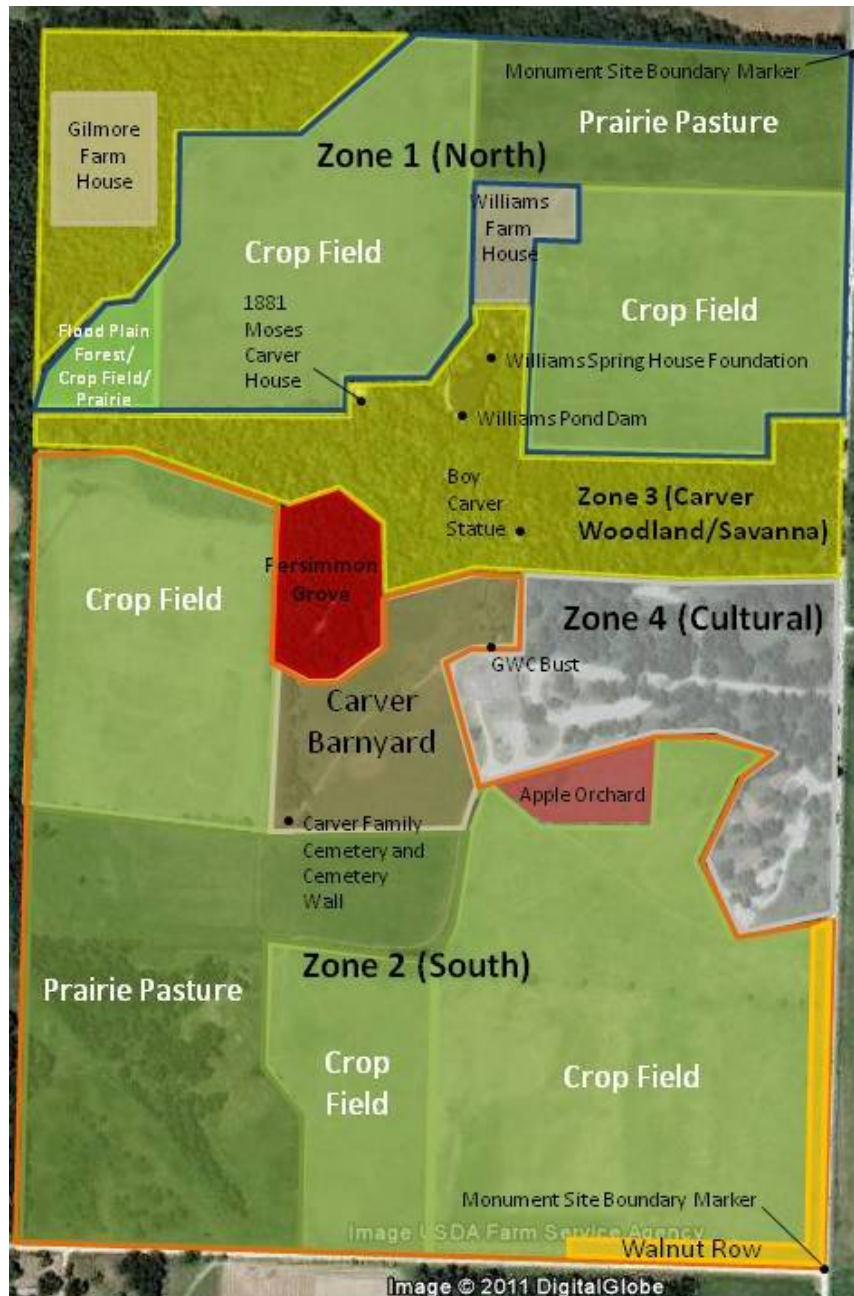 Monument Site Boundary Marker
Gilmore
Farm
House
Prairie Pasture
Zone 1 (North)
Williams
Farm
House
Crop Field
1881
Moses
Carver
House
Crop Field
Flood Plain
Forest/
Crop Field/
Prairie
Williams Spring House Foundation
Williams Pond Dam
Boy
Carver
Statue
Zone 3 (Carver
Woodland/Savanna)
Persimmon
Grove
Crop Field
Zone 4 (Cultural)
GWC Bust
Carver
Barnyard
Apple Orchard
Carver Family
Cemetery and
Cemetery
Wall
Zone 2 (South)
Prairie Pasture
Crop
Field
Crop Field
Monument Site Boundary Marker
Image USDA Farm Service Agency
Walnut Row
Image © 2011 DigitalGlobe